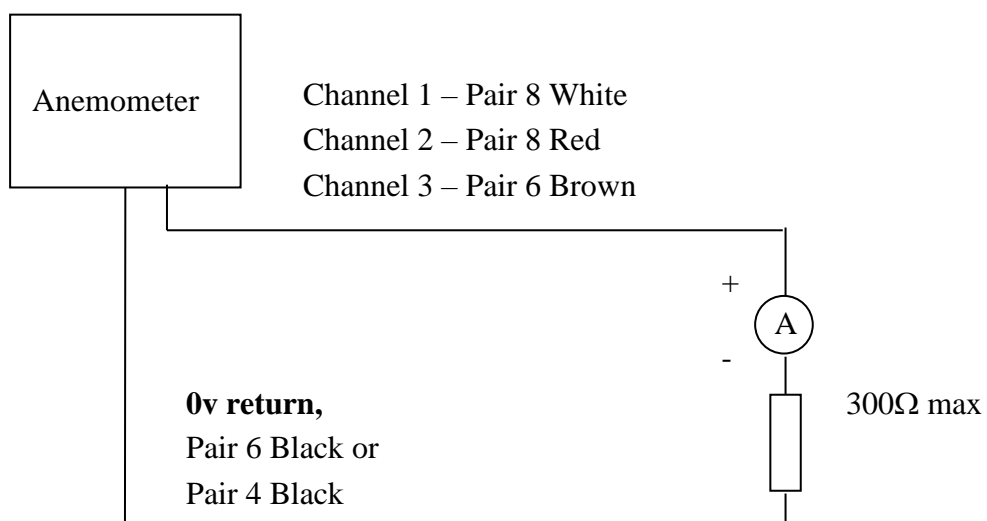 Anemometer
Channel 1 – Pair 8 White
Channel 2 – Pair 8 Red
Channel 3 – Pair 6 Brown
+
A
-
300Ω max
0v return,
Pair 6 Black or
Pair 4 Black